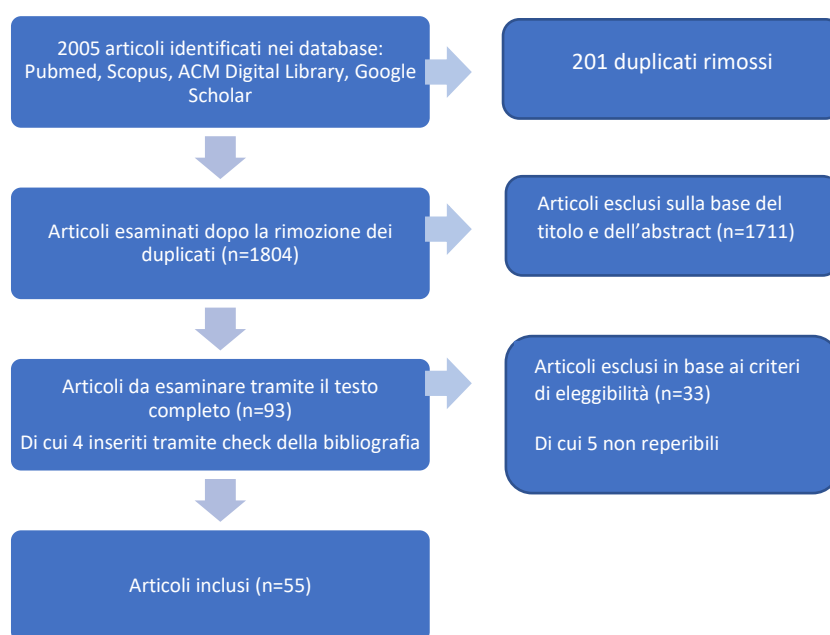 2005 articoli identificati nei database:
Pubmed, Scopus, ACM Digital Library, Google
Scholar
201 duplicati rimossi
Articoli esaminati dopo la rimozione dei
duplicati (n=1804)
Articoli esclusi sulla base del
titolo e dell’abstract (n=1711)
Articoli da esaminare tramite il testo
completo (n=93)
Di cui 4 inseriti tramite check della bibliografia
Articoli esclusi in base ai criteri
di eleggibilità (n=33)
Di cui 5 non reperibili
Articoli inclusi (n=55)